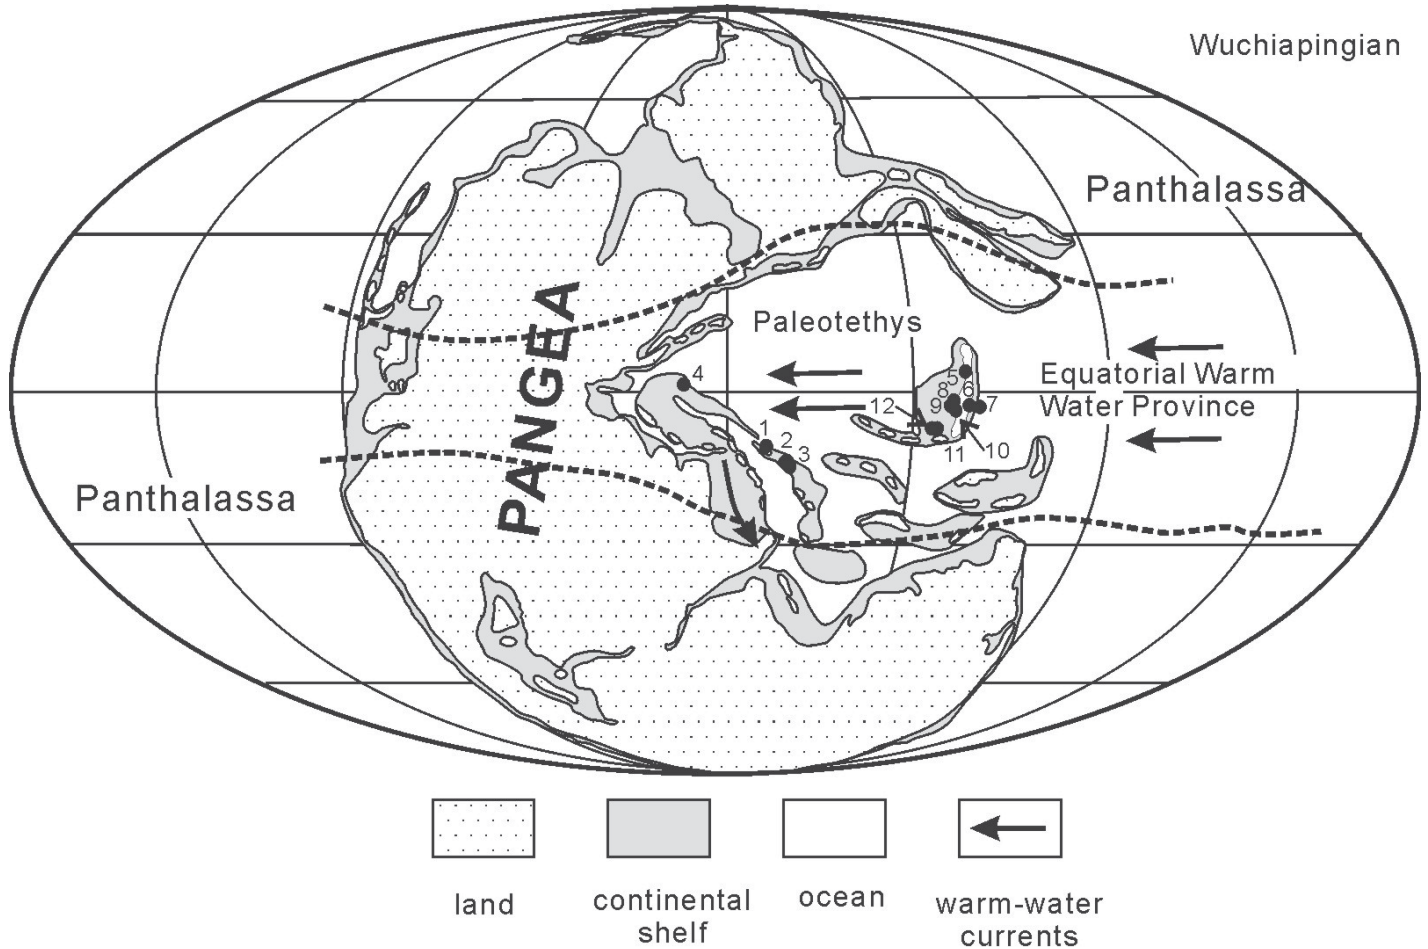 Wuchiapingian
Panthalassa
PANGEA
Paleotethys
4
5
8
6
Equatorial Warm
Water Province
12
9
7
1
2
3
11
10
Panthalassa
land
continental
shelf
ocean
warm-water
currents